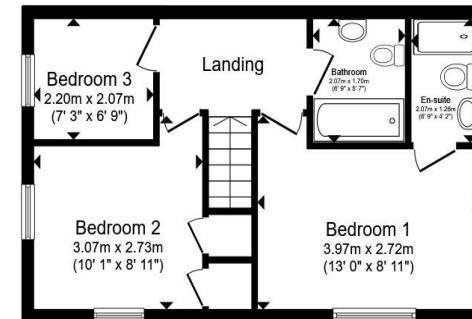 Bedroom 3
2.20m x 2.07m
(7' 3" x 6' 9")
Landing
Bathroom
2.07m x 1.70m
(6' 9" x 5' 7")
En-suite
2.07m x 1.26m
(6' 9" x 4' 2")
Bedroom 2
3.07m x 2.73m
(10' 1" x 8' 11")
Bedroom 1
3.97m x 2.72m
(13' 0" x 8' 11")